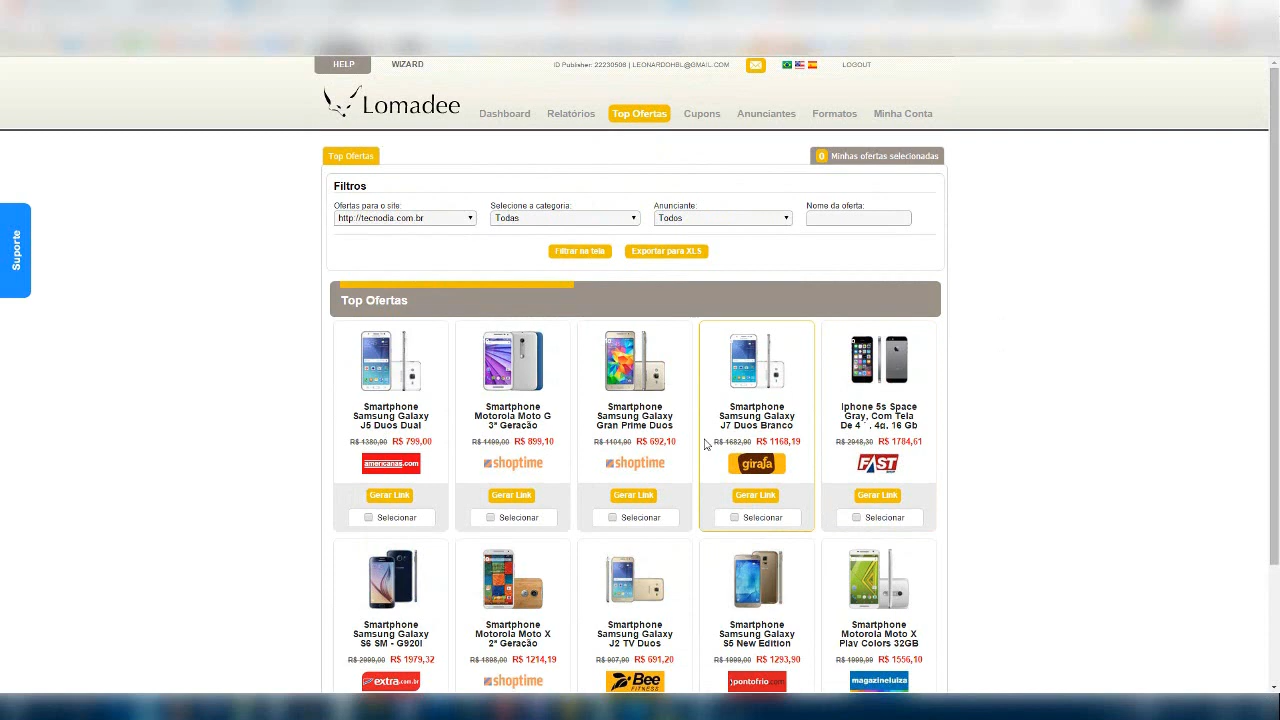 HELP
WIZARD
ID Publisher: 22230506 | LEONARDOHBL@GMAIL.COM
LOGOUT
Lomadee
Dashboard
Relatórios
Top Ofertas
Cupons
Anunciantes
Formatos
Minha Conta
Top Ofertas
0 Minhas ofertas selecionadas
Filtros
Ofertas para o site:
Selecione a categoria:
Anunciante:
Nome da oferta:
http://tecnodia.com.br
Todas
Todos
Filtrar na tela
Exportar para XLS
Suporte
Top Ofertas
Smartphone
Samsung Galaxy
J5 Duos Dual
R$ 1380,90 R$ 799,00
americanas.com
Gerar Link
Selecionar
Smartphone
Motorola Moto G
3ª Geração
R$ 1499,00 R$ 899,10
shoptime
Gerar Link
Selecionar
Smartphone
Samsung Galaxy
Gran Prime Duos
R$ 1104,90 R$ 692,10
shoptime
Gerar Link
Selecionar
Smartphone
Samsung Galaxy
J7 Duos Branco
R$ 1682,90 R$ 1168,19
girafa
Gerar Link
Selecionar
Iphone 5s Space
Gray, Com Tela
De 4´, 4g, 16 Gb
R$ 2948,30 R$ 1784,61
FAST
Gerar Link
Selecionar
Smartphone
Samsung Galaxy
S6 SM - G920I
R$ 2999,00 R$ 1979,32
extra.com.br
Smartphone
Motorola Moto X
2ª Geração
R$ 1898,00 R$ 1214,19
shoptime
Smartphone
Samsung Galaxy
J2 TV Duos
R$ 907,90 R$ 691,20
Bee
FITNESS
Smartphone
Samsung Galaxy
S5 New Edition
R$ 1999,00 R$ 1293,90
pontofrio.com
Smartphone
Motorola Moto X
Play Colors 32GB
R$ 1999,99 R$ 1556,10
magazineluiza